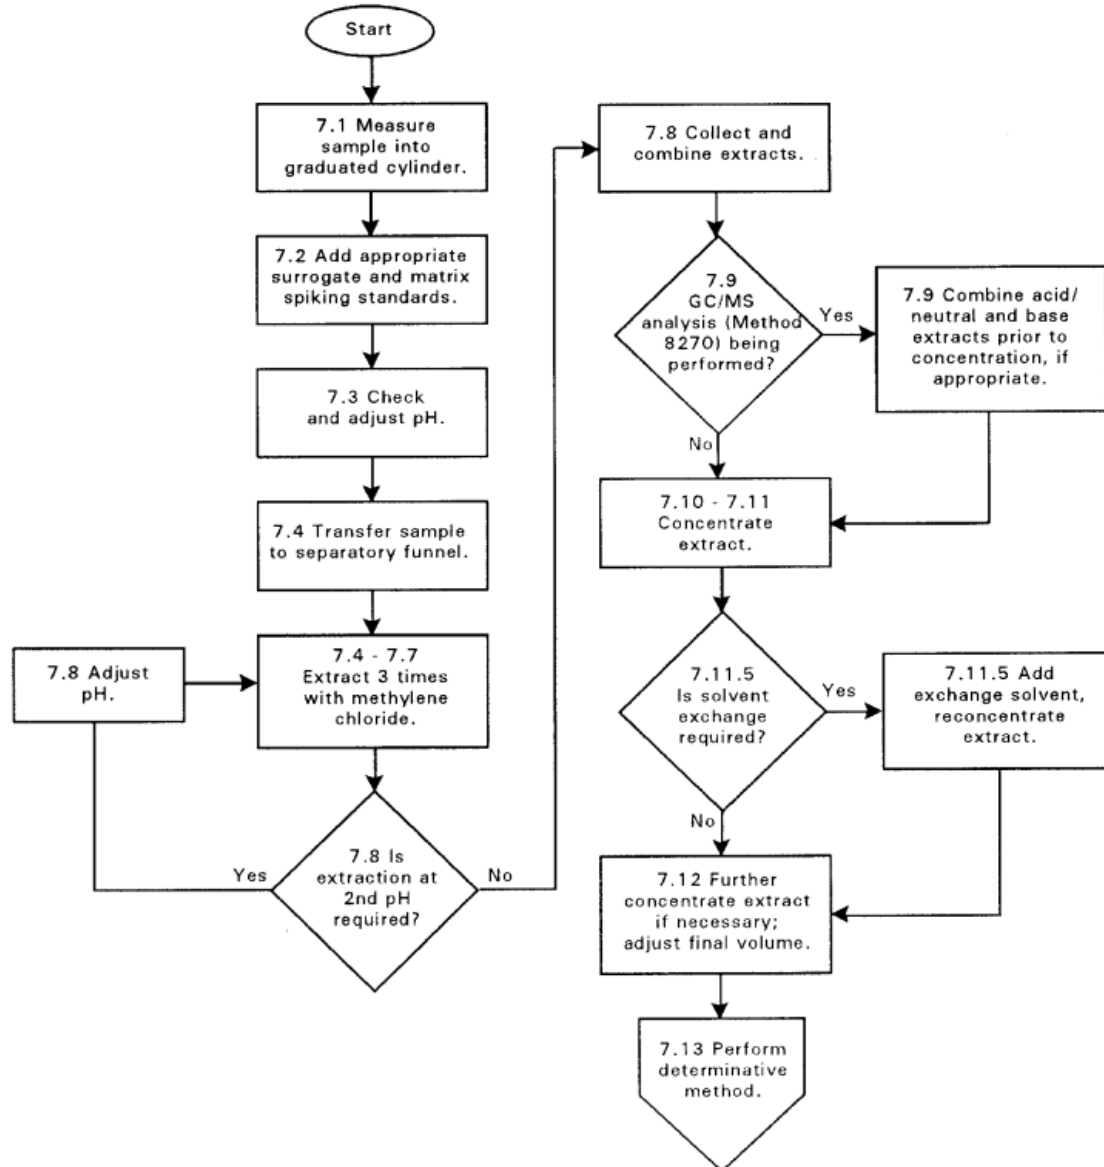 Start
7.1 Measure
sample into
graduated cylinder.
7.2 Add appropriate
surrogate and matrix
spiking standards.
7.3 Check
and adjust pH.
7.4 Transfer sample
to separatory funnel.
7.4 - 7.7
Extract 3 times
with methylene
chloride.
7.8 Adjust
pH.
7.8 Is
extraction at
2nd pH
required?
Yes
No
7.8 Collect and
combine extracts.
7.9
GC/MS
analysis (Method
8270) being
performed?
Yes
No
7.9 Combine acid/
neutral and base
extracts prior to
concentration, if
appropriate.
7.10 - 7.11
Concentrate
extract.
7.11.5
Is solvent
exchange
required?
Yes
No
7.11.5 Add
exchange solvent,
reconcentrate
extract.
7.12 Further
concentrate extract
if necessary;
adjust final volume.
7.13 Perform
determinative
method.